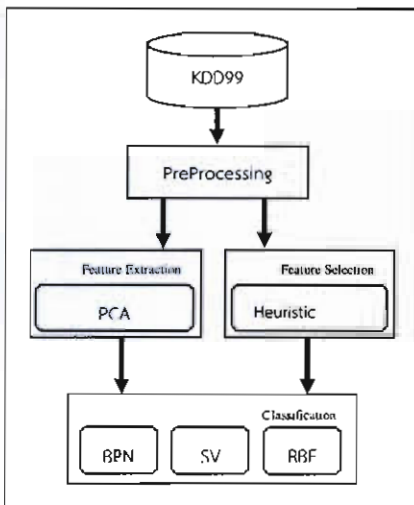 KDD99
PreProcessing
Feature Extraction
PCA
Feature Selection
Heuristic
Classification
BPN
SV
RBF